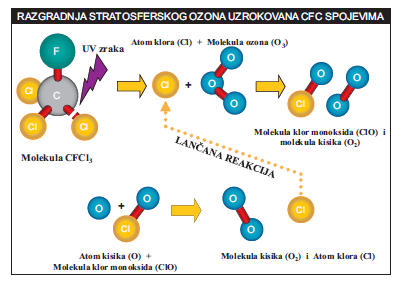 RAZGRADNJA STRATOSFERSKOG OZONA UZROKOVANA CFC SPOJEVIMA
F
UV zraka
Atom klora (Cl) + Molekula ozona (O3)
Cl
C
Cl
Cl
Cl
+
O
O
O
Cl
O
O
O
Molekula CFCl3
Molekula klor monoksida (ClO) i
molekula kisika (O2)
LANČANA REAKCIJA
O
+
O
Cl
O
O
Cl
Atom kisika (O) +
Molekula klor monoksida (ClO)
Molekula kisika (O2) i Atom klora (Cl)